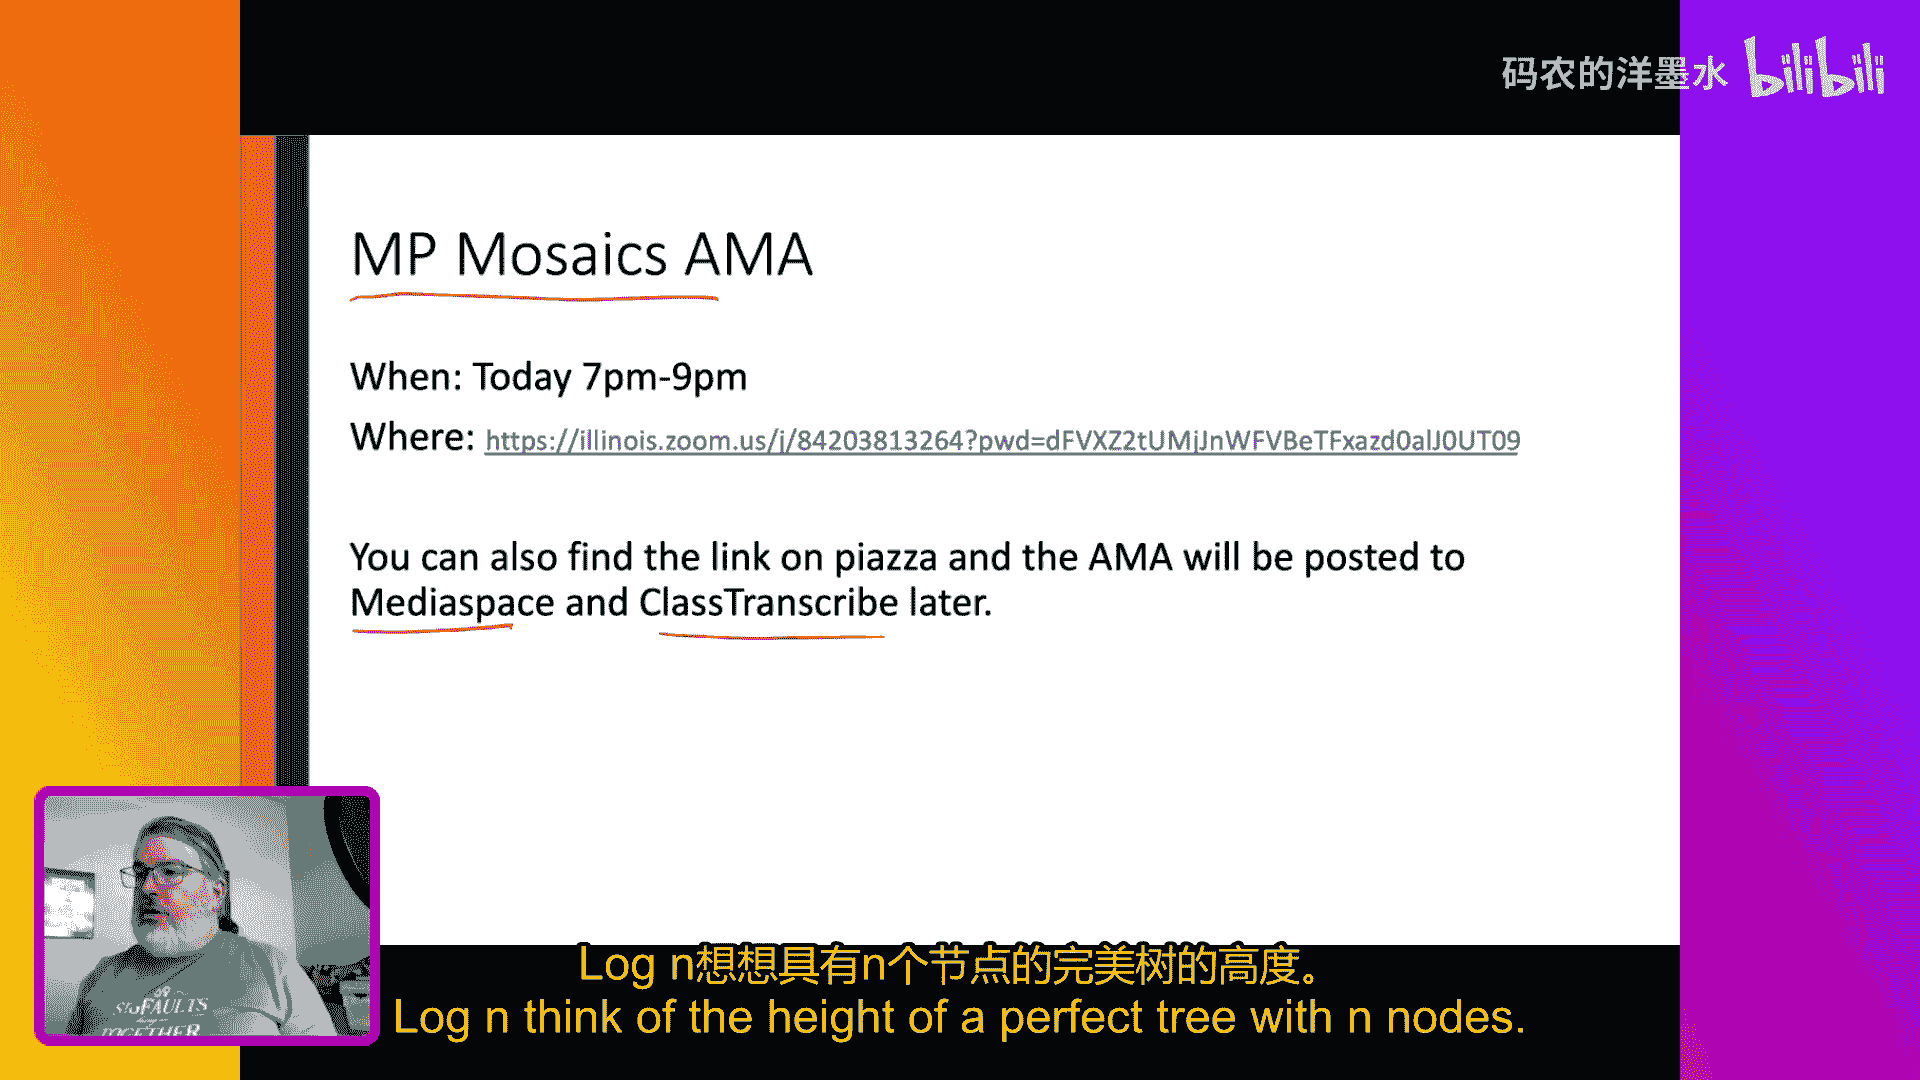 码农的洋墨水 bilibili
MP Mosaics AMA
When: Today 7pm-9pm
Where: https://illinois.zoom.us/j/84203813264?pwd=dFVXZ2tUMjJnWFVBeTFxazd0alJ0UT09
You can also find the link on piazza and the AMA will be posted to
Mediaspace and ClassTranscribe later.
SIGFAULTS
TOGETHER
Log n想想具有n个节点的完美树的高度。
Log n think of the height of a perfect tree with n nodes.